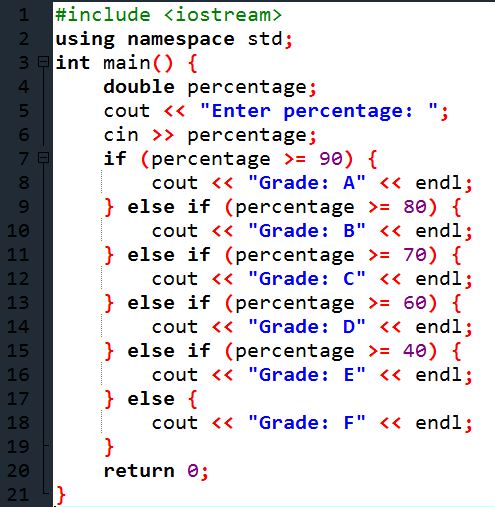 1 #include <iostream>
2 using namespace std;
3 int main() {
4     double percentage;
5     cout << "Enter percentage: ";
6     cin >> percentage;
7     if (percentage >= 90) {
8         cout << "Grade: A" << endl;
9     } else if (percentage >= 80) {
10         cout << "Grade: B" << endl;
11     } else if (percentage >= 70) {
12         cout << "Grade: C" << endl;
13     } else if (percentage >= 60) {
14         cout << "Grade: D" << endl;
15     } else if (percentage >= 40) {
16         cout << "Grade: E" << endl;
17     } else {
18         cout << "Grade: F" << endl;
19     }
20     return 0;
21 }